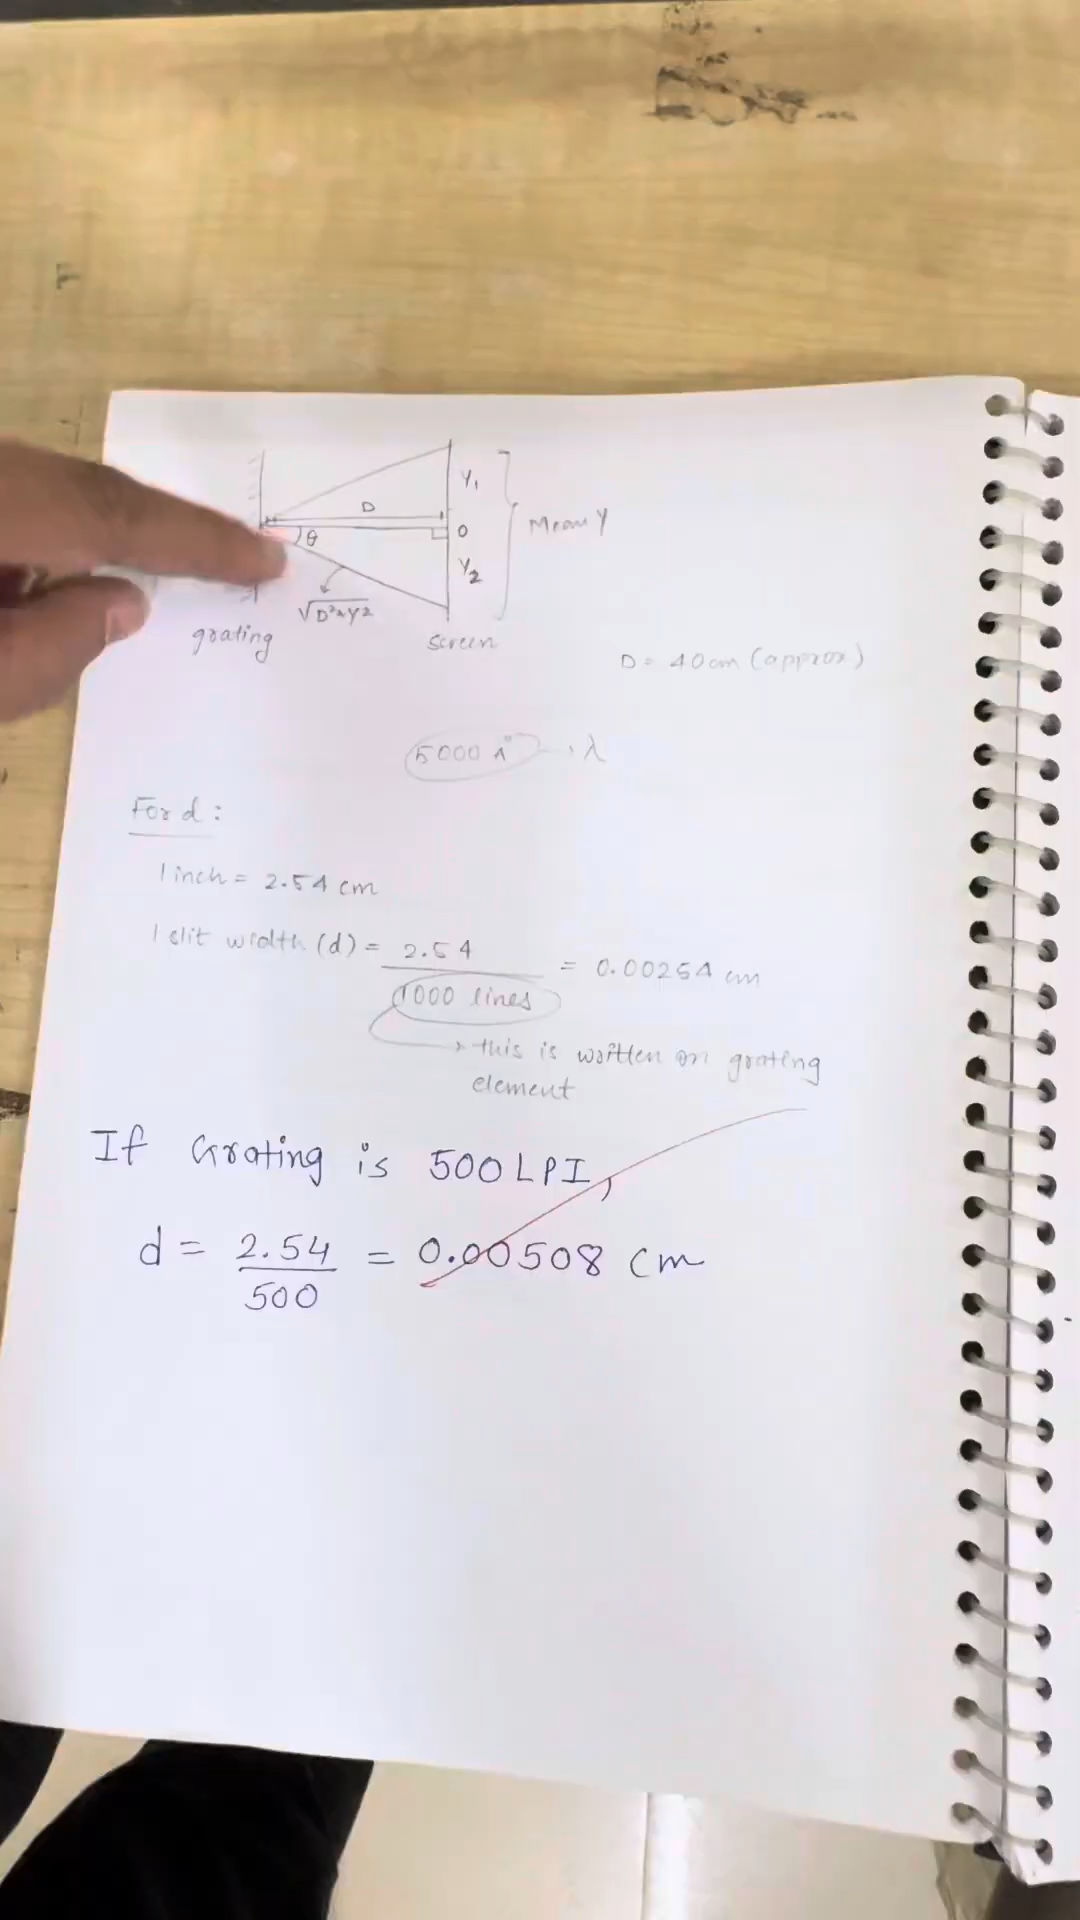 Y₁
D
O
θ
Mean Y
Y₂
√D²+Y²
grating
Screen
D = 40cm (approx)
5000 A° → λ
For d :
1 inch = 2.54 cm
1 slit width (d) = 2.54
1000 lines
= 0.00254 cm
→ this is written on grating
element
If Grating is 500 LPI,
d = 2.54 / 500 = 0.00508 cm